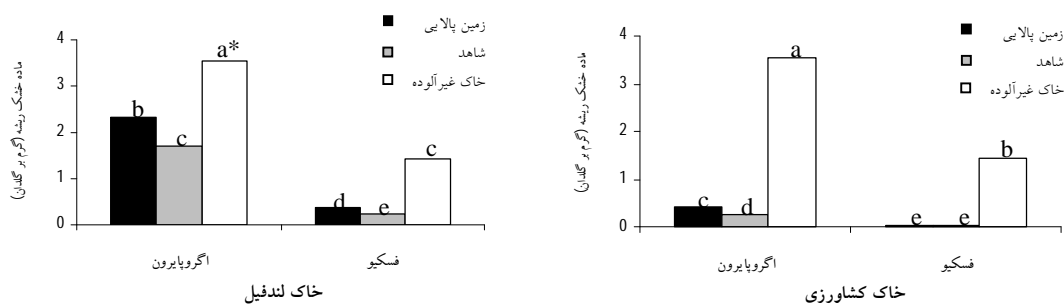 زمین پالایی
شاهد
خاک غیرآلوده
ماده خشک ریشه (گرم بر گلدان)
4
3
2
1
0
b
c
a*
d
e
c
اگروپایرون
فسکیو
خاک لندفیل
زمین پالایی
شاهد
خاک غیرآلوده
ماده خشک ریشه (گرم بر گلدان)
4
3
2
1
0
c
d
a
e
e
b
اگروپایرون
فسکیو
خاک کشاورزی